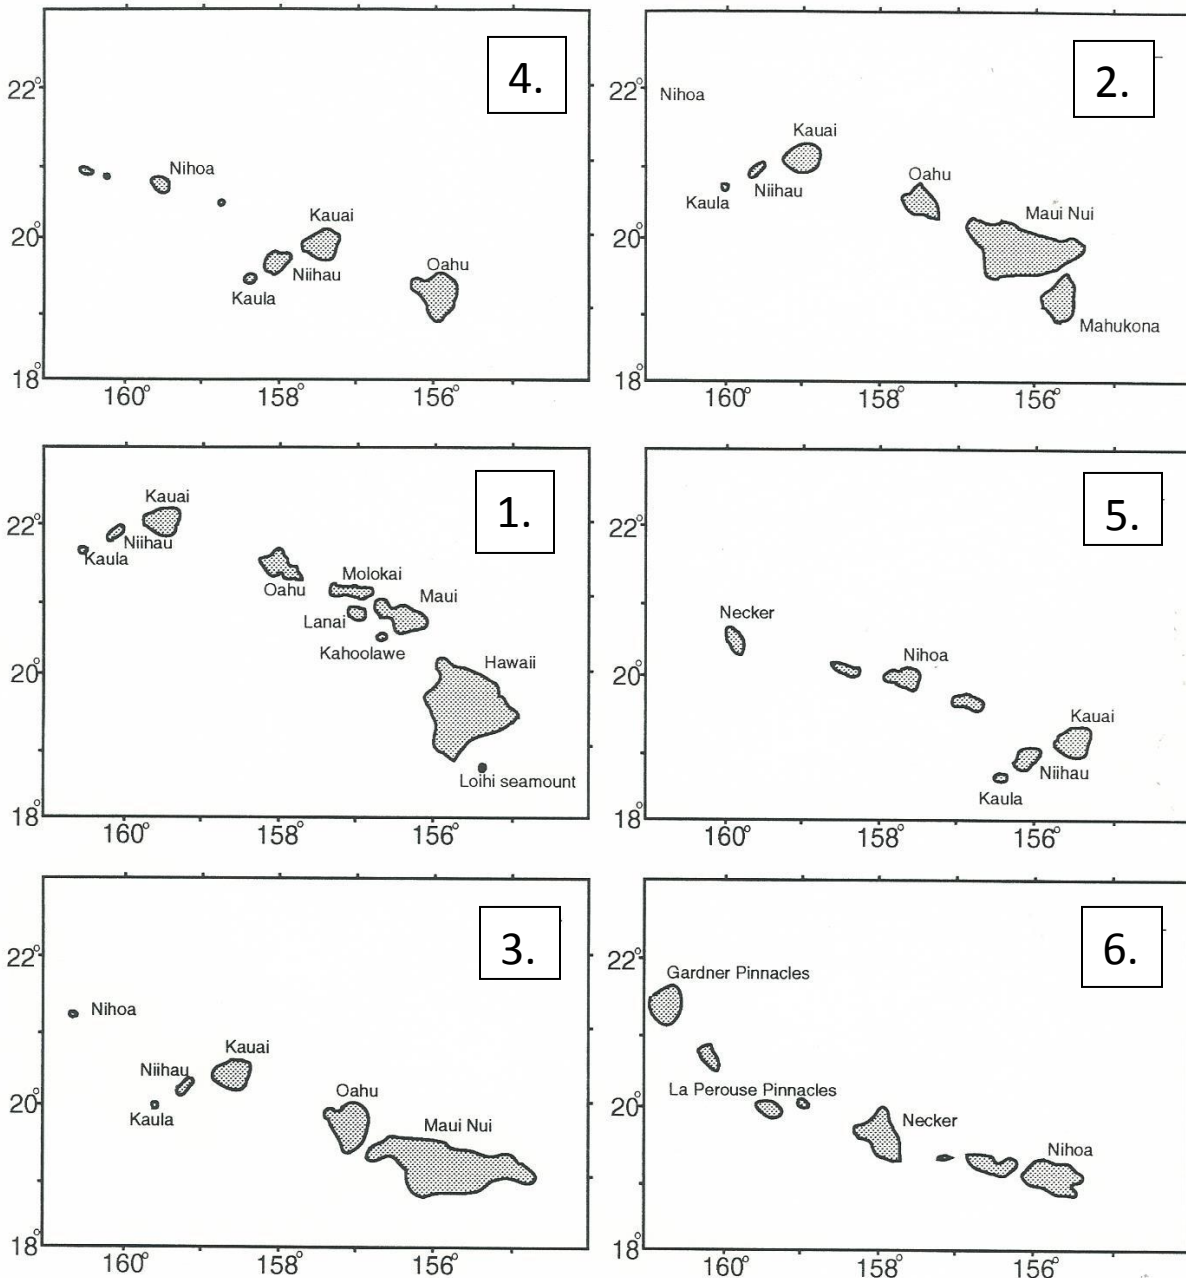 4.
22°
Nihoa
Kauai
20°
Niihau
Oahu
Kaula
18°
160° 158° 156°
2.
22°
Nihoa
Kauai
Oahu
Kaula
Niihau
Maui Nui
20°
Mahukona
18°
160° 158° 156°
1.
Kauai
22°
Niihau
Kaula
Oahu
Molokai
Maui
Lanai
Kahoolawe
Hawaii
20°
Loihi seamount
18°
160° 158° 156°
5.
22°
Necker
Nihoa
20°
Kauai
Niihau
Kaula
18°
160° 158° 156°
3.
22°
Nihoa
Kauai
Niihau
Oahu
20°
Kaula
Maui Nui
18°
160° 158° 156°
6.
22°
Gardner Pinnacles
La Perouse Pinnacles
20°
Necker
Nihoa
18°
160° 158° 156°